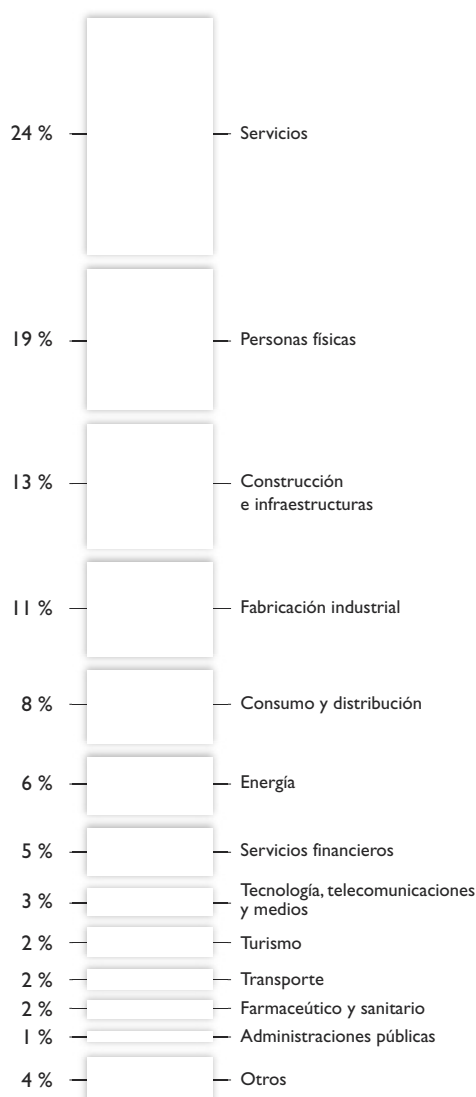 24 % Servicios
19 % Personas físicas
13 % Construcción
e infraestructuras
11 % Fabricación industrial
8 % Consumo y distribución
6 % Energía
5 % Servicios financieros
3 % Tecnología, telecomunicaciones
y medios
2 % Turismo
2 % Transporte
2 % Farmaceútico y sanitario
1 % Administraciones públicas
4 % Otros